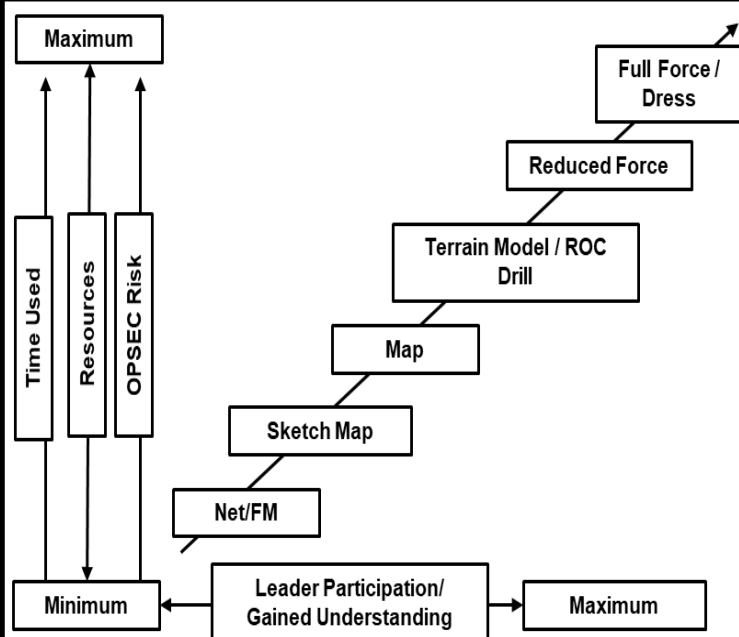 Maximum
Full Force /
Dress
Reduced Force
Terrain Model / ROC
Drill
Time Used
Resources
OPSEC Risk
Map
Sketch Map
Net/FM
Minimum
Leader Participation/
Gained Understanding
Maximum